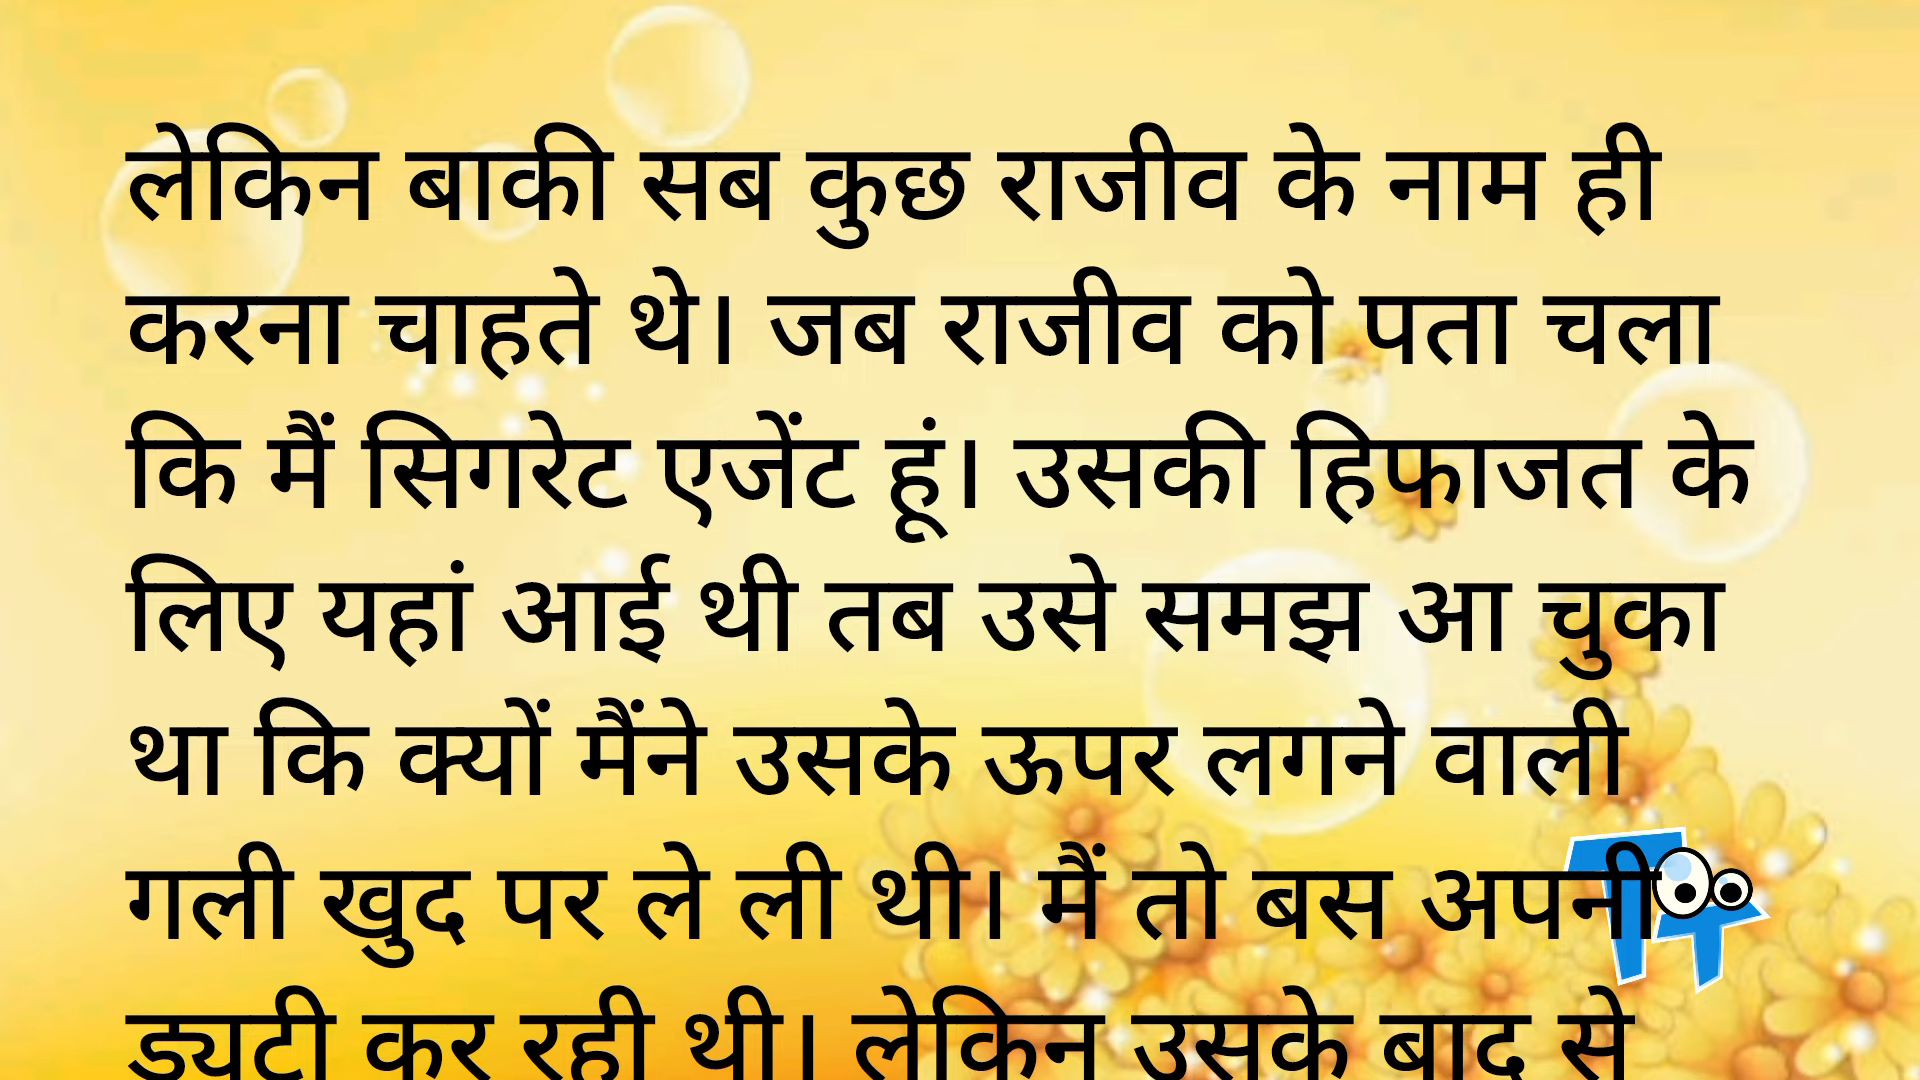 लेकिन बाकी सब कुछ राजीव के नाम ही
करना चाहते थे। जब राजीव को पता चला
कि मैं सिगरेट एजेंट हूं। उसकी हिफाजत के
लिए यहां आई थी तब उसे समझ आ चुका
था कि क्यों मैंने उसके ऊपर लगने वाली
गली खुद पर ले ली थी। मैं तो बस अपनी
ड्यूटी कर रही थी। लेकिन उसके बाद से